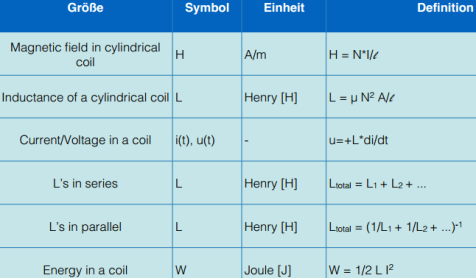 Größe Symbol Einheit Definition
Magnetic field in cylindrical
coil H A/m H = N*I/ℓ
Inductance of a cylindrical coil L Henry [H] L = µ N² A/ℓ
Current/Voltage in a coil i(t), u(t) - u=+L*di/dt
L's in series L Henry [H] Ltotal = L1 + L2 + ...
L's in parallel L Henry [H] Ltotal = (1/L1 + 1/L2 + ...)-1
Energy in a coil W Joule [J] W = 1/2 L I²